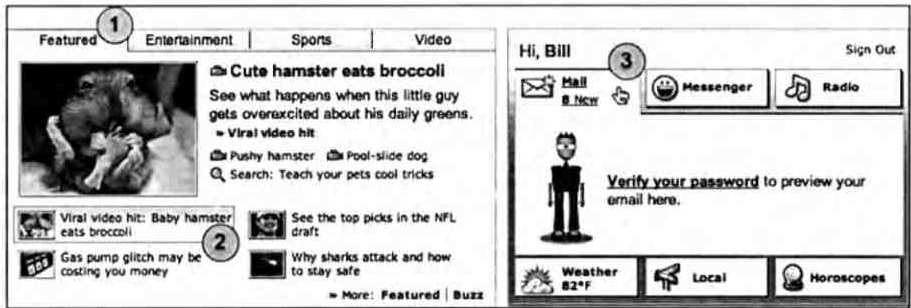 1
Featured Entertainment Sports Video
Cute hamster eats broccoli
See what happens when this little guy
gets overexcited about his daily greens.
» Viral video hit
Pushy hamster Pool-slide dog
Search: Teach your pets cool tricks
Viral video hit: Baby hamster
eats broccoli
2
See the top picks in the NFL
draft
Gas pump glitch may be
costing you money
Why sharks attack and how
to stay safe
» More: Featured | Buzz
Hi, Bill
3
Sign Out
Mail
8 New
Messenger
Radio
Verify your password to preview your
email here.
Weather
82°F
Local
Horoscopes